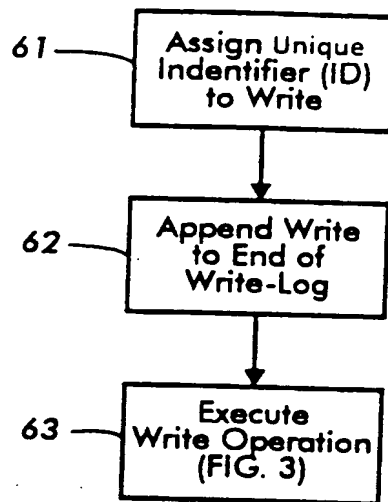 61
Assign Unique
Indentifier (ID)
to Write
62
Append Write
to End of
Write-Log
63
Execute
Write Operation
(FIG. 3)